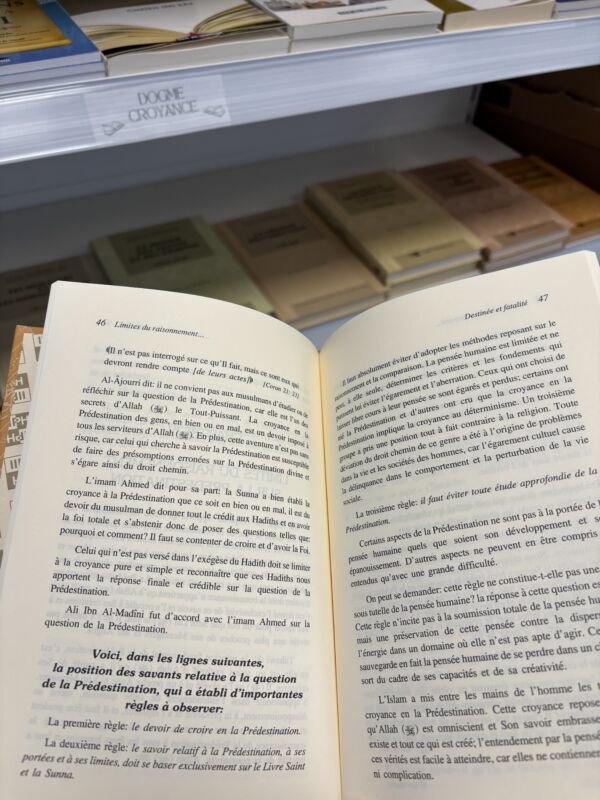 DOGME
CROYANCE
46 Limites du raisonnement...
﴾Il n'est pas interrogé sur ce qu'Il fait, mais ce sont eux qui
devront rendre compte [de leurs actes]﴿ [Coran 21: 23]
Al-Âjourri dit: il ne convient pas aux musulmans d'étudier ou de
réfléchir sur la question de la Prédestination, car elle est l'un des
secrets d'Allah (ﷻ) le Tout-Puissant. La croyance en la
Prédestination des gens, en bien ou en mal, est un devoir imposé à
tous les serviteurs d'Allah (ﷻ). En plus, cette aventure n'est pas sans
risque, car celui qui cherche à savoir la Prédestination est susceptible
de faire des présomptions erronées sur la Prédestination divine et
s'égare ainsi du droit chemin.
L'imam Ahmed dit pour sa part: la Sunna a bien établi la
croyance à la Prédestination que ce soit en bien ou en mal, il est du
devoir du musulman de donner tout le crédit aux Hadiths et en avoir
la foi totale et s'abstenir donc de poser des questions telles que:
pourquoi et comment? Il faut se contenter de croire et d'avoir la Foi.
Celui qui n'est pas versé dans l'exégèse du Hadith doit se limiter
à la croyance pure et simple et reconnaître que ces Hadiths nous
apportent la réponse finale et crédible sur la question de la
Prédestination.
Ali Ibn Al-Madîni fut d'accord avec l'imam Ahmed sur la
question de la Prédestination.
Voici, dans les lignes suivantes,
la position des savants relative à la question
de la Prédestination, qui a établi d'importantes
règles à observer:
La première règle: le devoir de croire en la Prédestination.
La deuxième règle: le savoir relatif à la Prédestination, à ses
portées et à ses limites, doit se baser exclusivement sur le Livre Saint
et la Sunna.
Destinée et fatalité 47
Il faut absolument éviter d'adopter les méthodes reposant sur le
raisonnement et la comparaison. La pensée humaine est limitée et ne
peut, à elle seule, déterminer les critères et les fondements qui
peuvent lui éviter l'égarement et l'aberration. Ceux qui ont choisi de
laisser libre cours à leur pensée se sont égarés et perdus; certains ont
nié la Prédestination et d'autres ont cru que la croyance en la
Prédestination implique la croyance au déterminisme. Un troisième
groupe a pris une position tout à fait contraire à la religion. Toute
déviation du droit chemin de ce genre a été à l'origine de problèmes
dans la vie et les sociétés des hommes, car l'égarement culturel cause
la délinquance dans le comportement et la perturbation de la vie
sociale.
La troisième règle: il faut éviter toute étude approfondie de la
Prédestination.
Certains aspects de la Prédestination ne sont pas à la portée de l
pensée humaine quels que soient son développement et s
épanouissement. D'autres aspects ne peuvent en être compris
entendus qu'avec une grande difficulté.
On peut se demander: cette règle ne constitue-t-elle pas une
sous tutelle de la pensée humaine? la réponse à cette question es
Cette règle n'incite pas à la soumission totale de la pensée hum
mais une préservation de cette pensée contre la dispers
l'énergie dans un domaine où elle n'est pas apte d'agir. Cet
sauvegarde en fait la pensée humaine de se perdre dans un c
sort du cadre de ses capacités et de sa créativité.
L'Islam a mis entre les mains de l'homme les f
croyance en la Prédestination. Cette croyance repos
qu'Allah (ﷻ) est omniscient et Son savoir embrass
existe et tout ce qui est créé; l'entendement par la pens
ces vérités est facile à atteindre, car elles ne contiennen
ni complication.